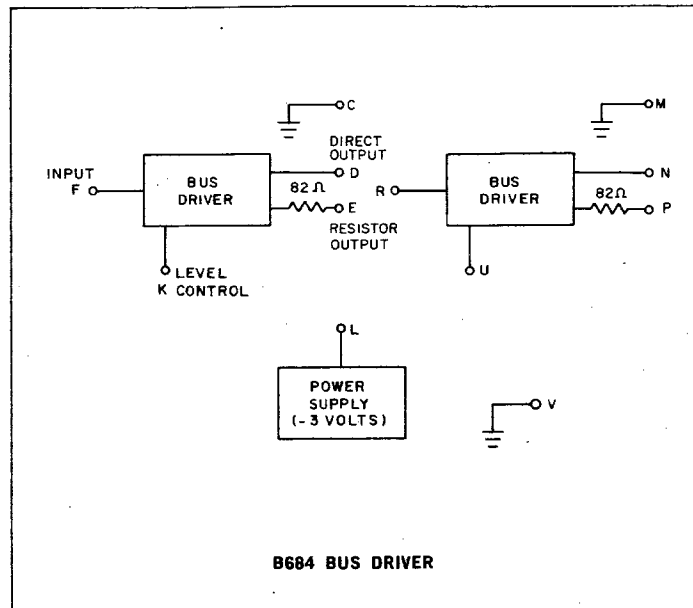 C
M
DIRECT
OUTPUT
INPUT
F
BUS
DRIVER
D
82Ω
E
RESISTOR
OUTPUT
K
LEVEL
CONTROL
R
BUS
DRIVER
N
82Ω
P
U
L
POWER
SUPPLY
(-3 VOLTS)
V
B684 BUS DRIVER